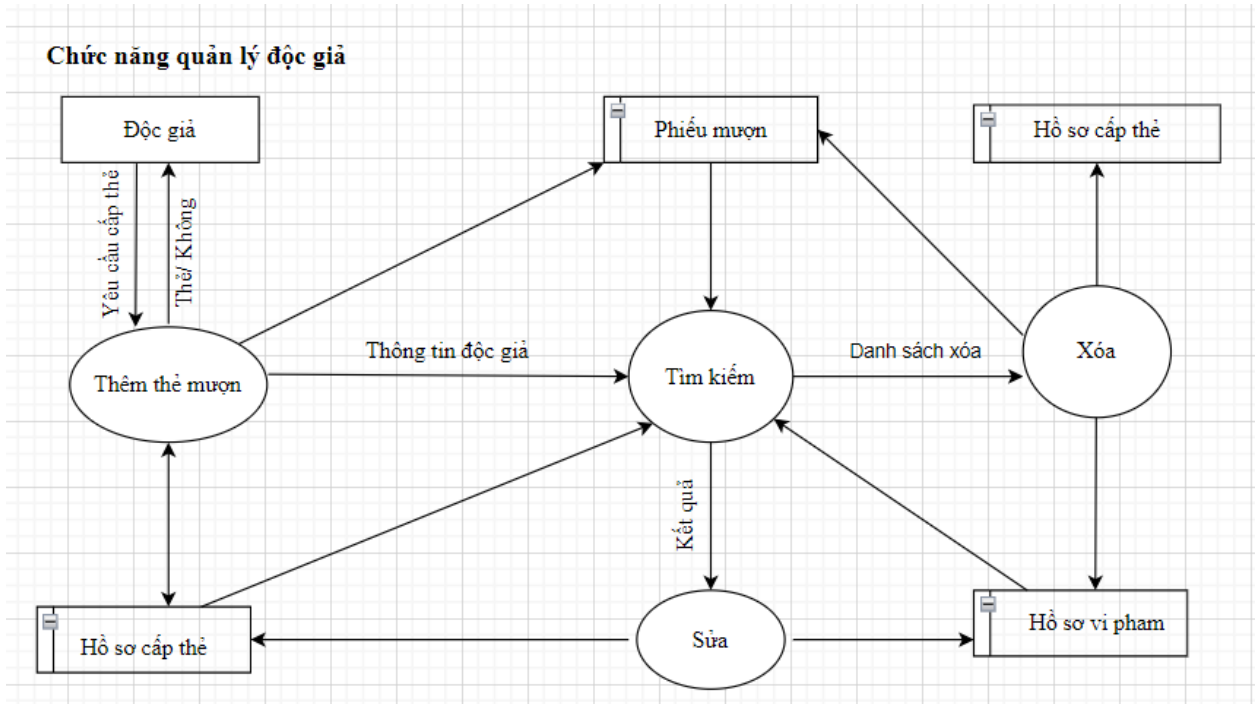 Chức năng quản lý độc giả
Độc giả
Phiếu mượn
Hồ sơ cấp thẻ
Yêu cầu cấp thẻ
Thẻ/ Không
Thêm thẻ mượn
Thông tin độc giả
Tìm kiếm
Danh sách xóa
Xóa
Kết quả
Hồ sơ cấp thẻ
Sửa
Hồ sơ vi pham